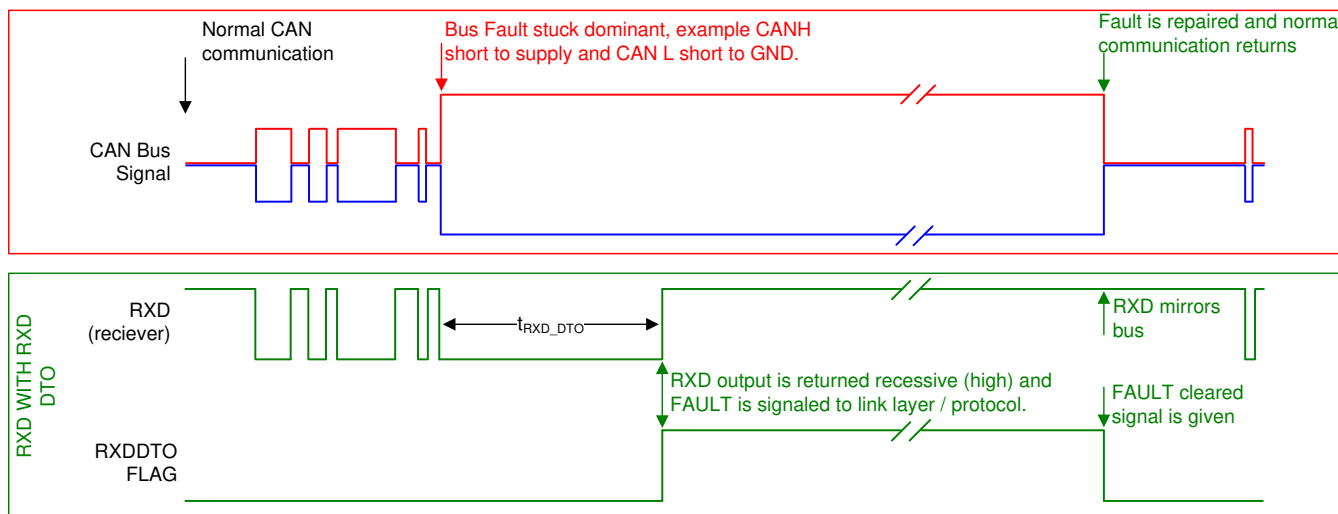 Normal CAN
communication
Bus Fault stuck dominant, example CANH
short to supply and CAN L short to GND.
Fault is repaired and normal
communication returns
CAN Bus
Signal
RXD WITH RXD
DTO
RXD
(reciever)
tRXD_DTO
RXD mirrors
bus
RXD output is returned recessive (high) and
FAULT is signaled to link layer / protocol.
FAULT cleared
signal is given
RXDDTO
FLAG